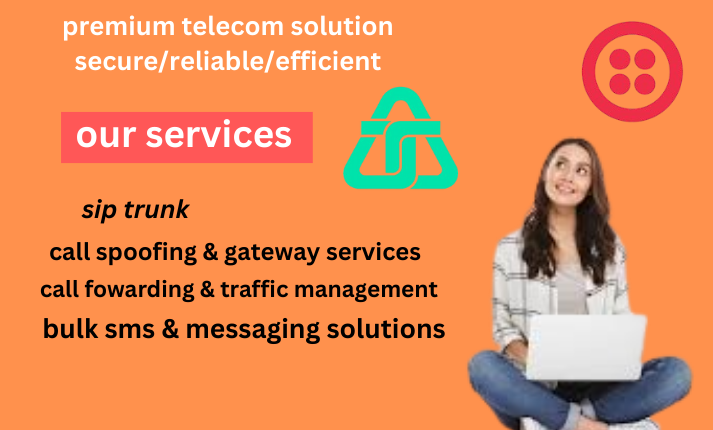 premium telecom solution
secure/reliable/efficient
our services
sip trunk
call spoofing & gateway services
call fowarding & traffic management
bulk sms & messaging solutions